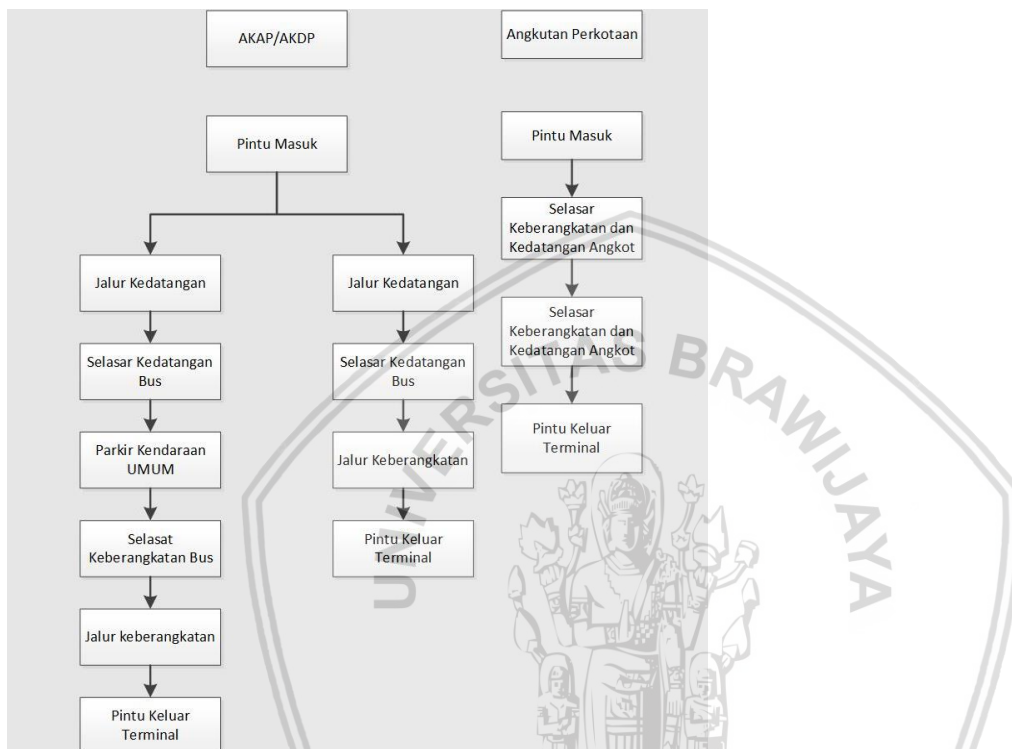 AKAP/AKDP
Angkutan Perkotaan
Pintu Masuk
Pintu Masuk
Selasar
Keberangkatan dan
Kedatangan Angkot
Jalur Kedatangan
Jalur Kedatangan
Selasar
Keberangkatan dan
Kedatangan Angkot
Selasar Kedatangan
Bus
Selasar Kedatangan
Bus
Pintu Keluar
Terminal
Parkir Kendaraan
UMUM
Jalur Keberangkatan
Selasat
Keberangkatan Bus
Pintu Keluar
Terminal
Jalur keberangkatan
Pintu Keluar
Terminal
UNIVERSITAS BRAWIJAYA